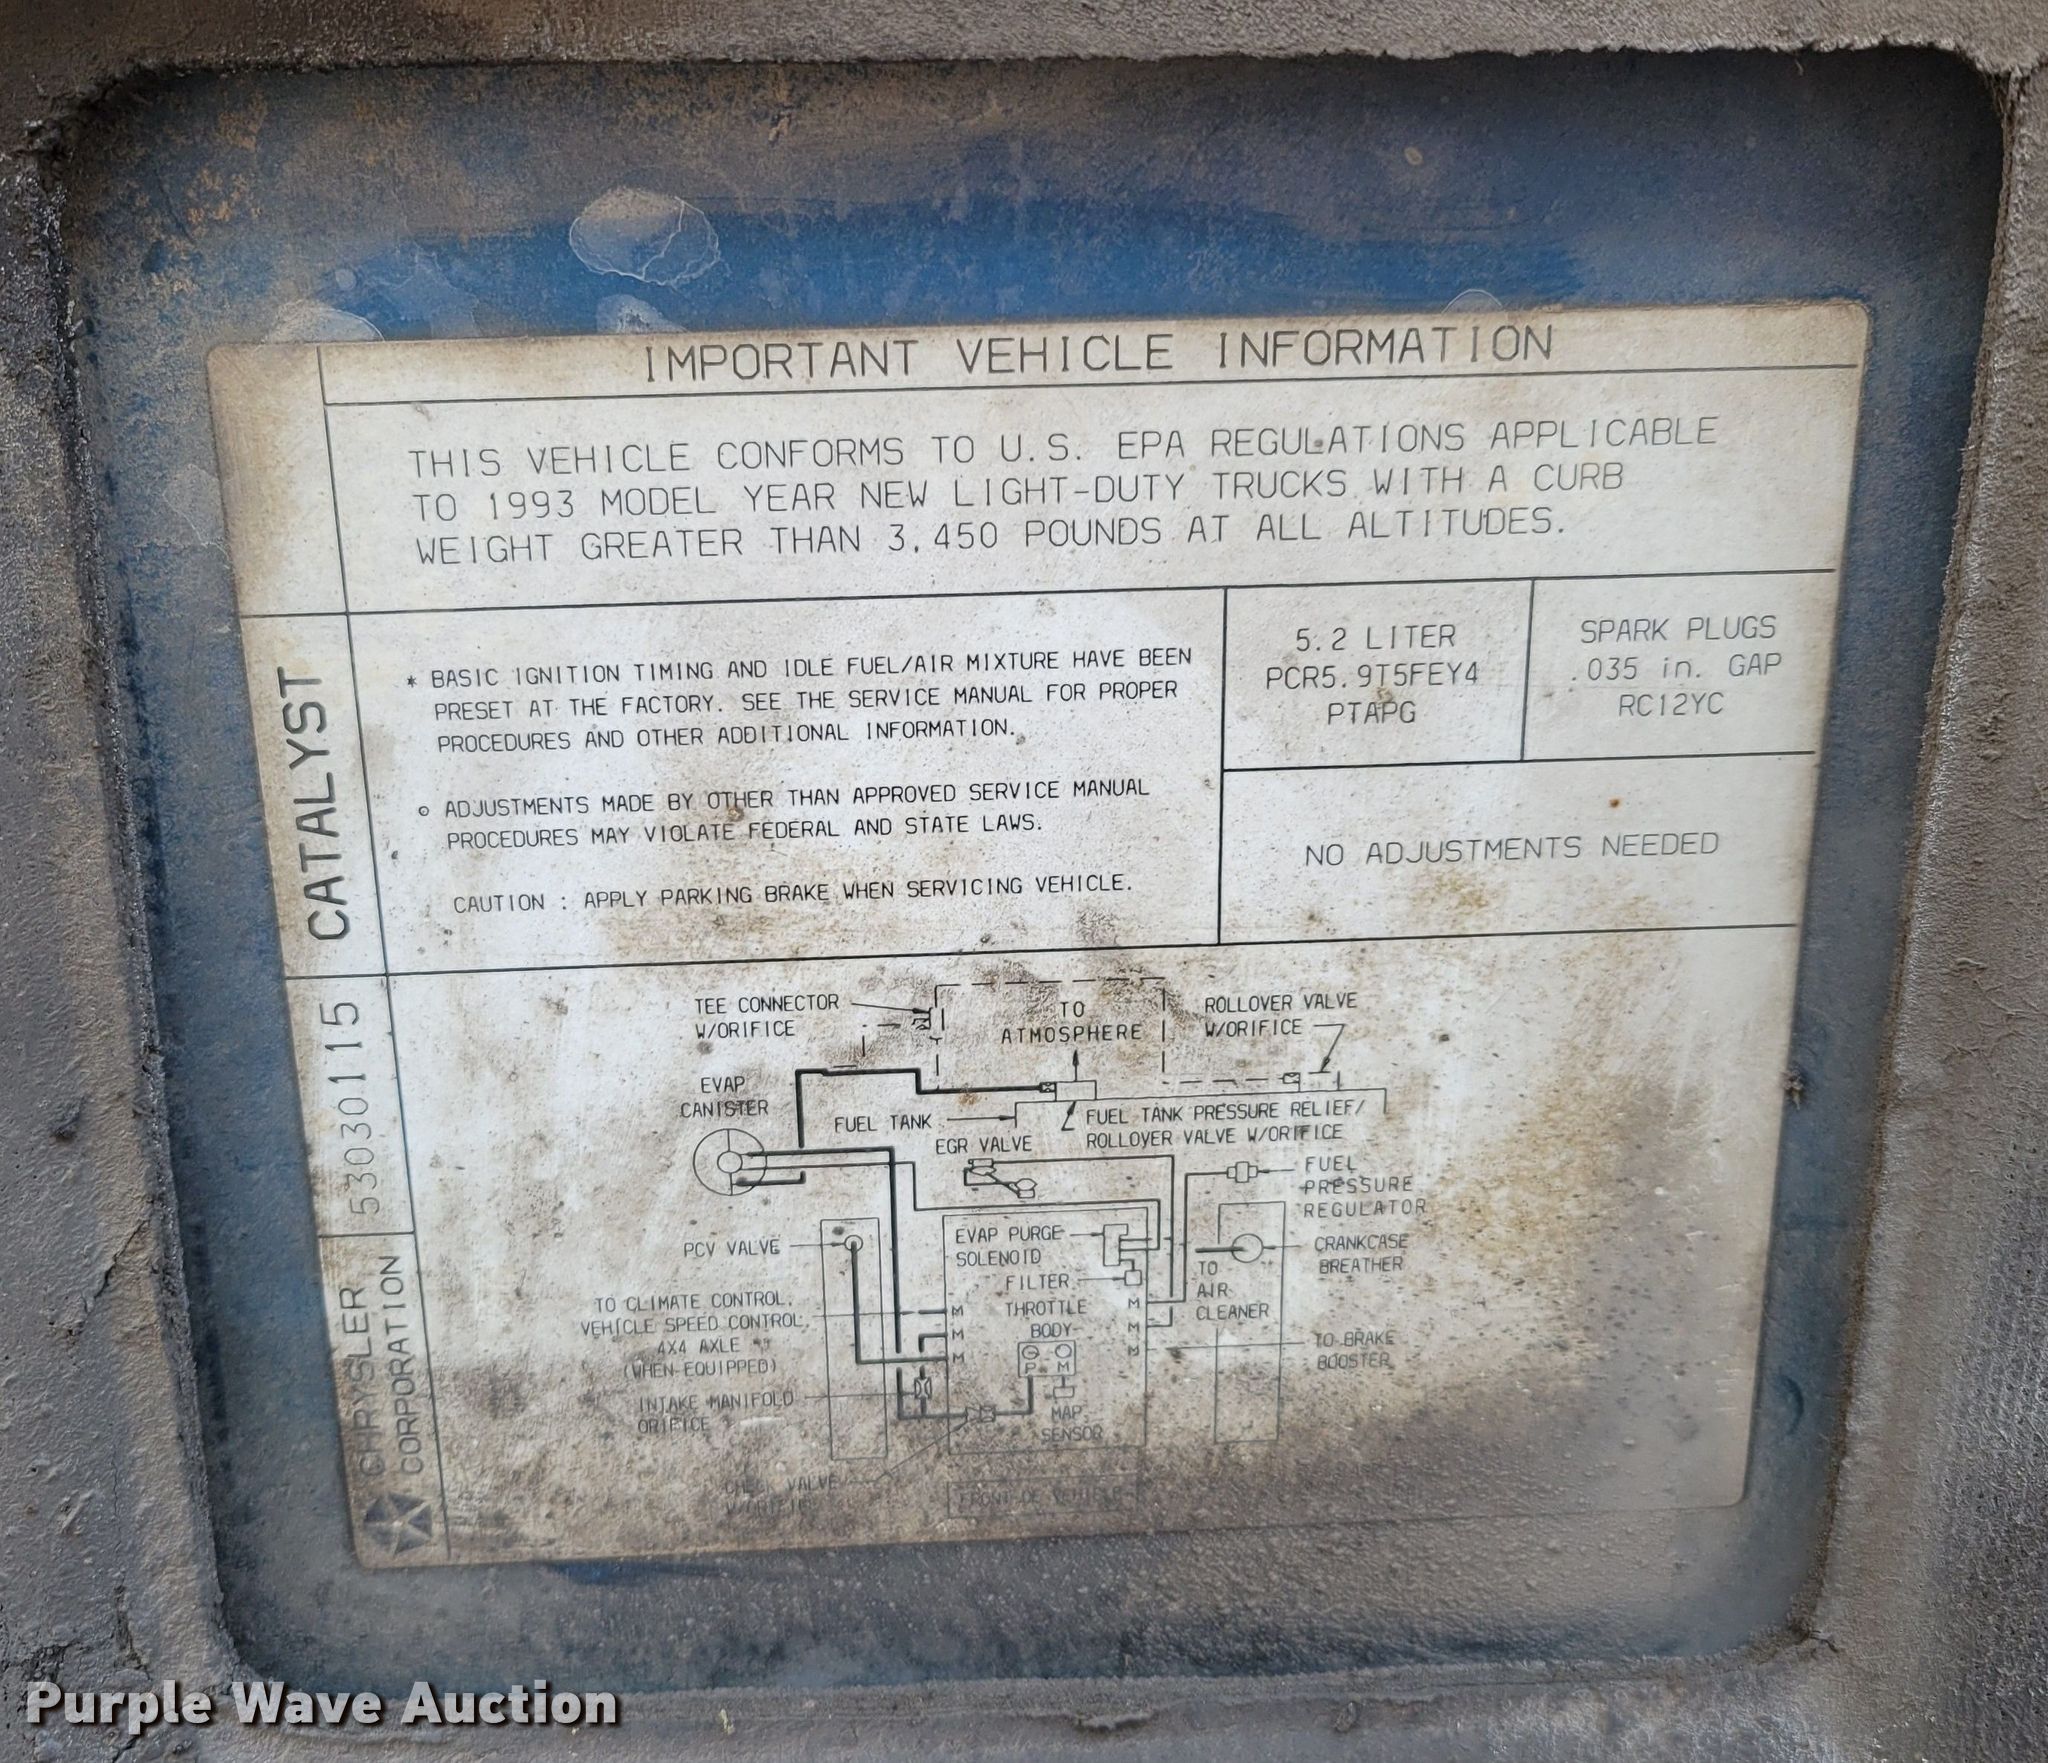 IMPORTANT VEHICLE INFORMATION
THIS VEHICLE CONFORMS TO U.S. EPA REGULATIONS APPLICABLE
TO 1993 MODEL YEAR NEW LIGHT-DUTY TRUCKS WITH A CURB
WEIGHT GREATER THAN 3,450 POUNDS AT ALL ALTITUDES.
CATALYST
* BASIC IGNITION TIMING AND IDLE FUEL/AIR MIXTURE HAVE BEEN
PRESET AT THE FACTORY. SEE THE SERVICE MANUAL FOR PROPER
PROCEDURES AND OTHER ADDITIONAL INFORMATION.
o ADJUSTMENTS MADE BY OTHER THAN APPROVED SERVICE MANUAL
PROCEDURES MAY VIOLATE FEDERAL AND STATE LAWS.
CAUTION : APPLY PARKING BRAKE WHEN SERVICING VEHICLE.
5.2 LITER
PCR5.9T5FEY4
PTAPG
SPARK PLUGS
.035 in. GAP
RC12YC
NO ADJUSTMENTS NEEDED
53030115
CHRYSLER
CORPORATION
TEE CONNECTOR
W/ORIFICE
TO
ATMOSPHERE
ROLLOVER VALVE
W/ORIFICE
EVAP
CANISTER
FUEL TANK
FUEL TANK PRESSURE RELIEF/
ROLLOVER VALVE W/ORIFICE
EGR VALVE
FUEL
PRESSURE
REGULATOR
PCV VALVE
EVAP PURGE
SOLENOID
FILTER
CRANKCASE
BREATHER
TO
AIR
CLEANER
TO CLIMATE CONTROL,
VEHICLE SPEED CONTROL,
4X4 AXLE
(WHEN EQUIPPED)
M
M
M
THROTTLE
BODY
M
M
M
P
M
TO BRAKE
BOOSTER
INTAKE MANIFOLD
ORIFICE
MAP
SENSOR
CHECK VALVE
W/ORIFICE
FRONT OF VEHICLE
Purple Wave Auction